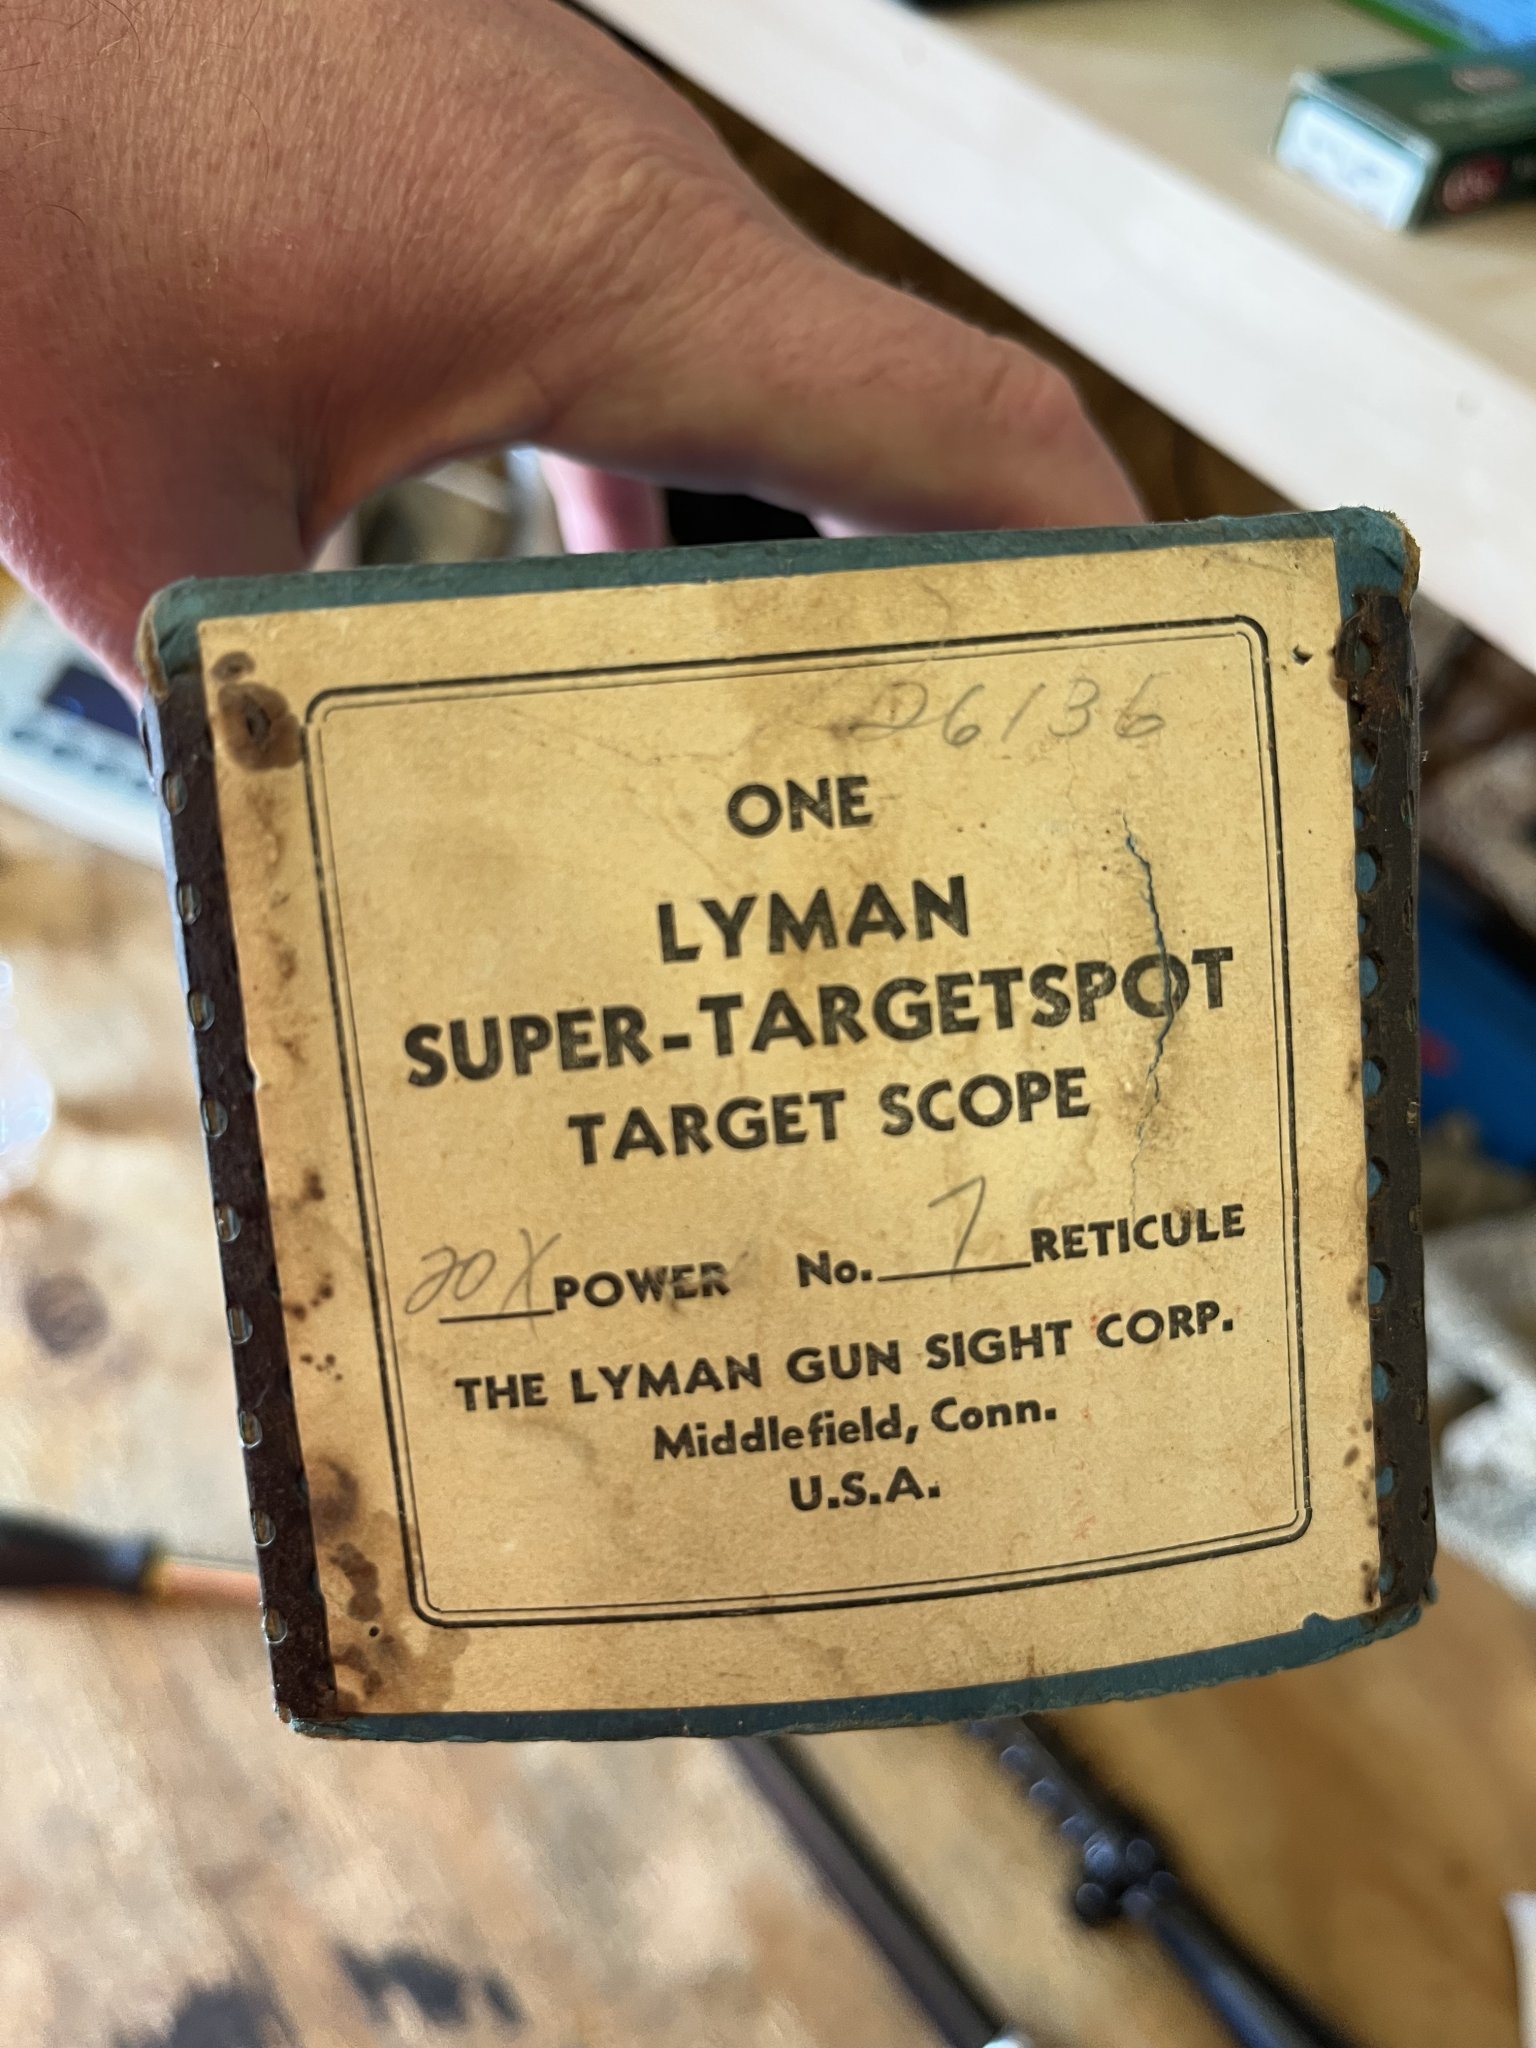 26136
ONE
LYMAN
SUPER-TARGETSPOT
TARGET SCOPE
20X POWER No. 7 RETICULE
THE LYMAN GUN SIGHT CORP.
Middlefield, Conn.
U.S.A.